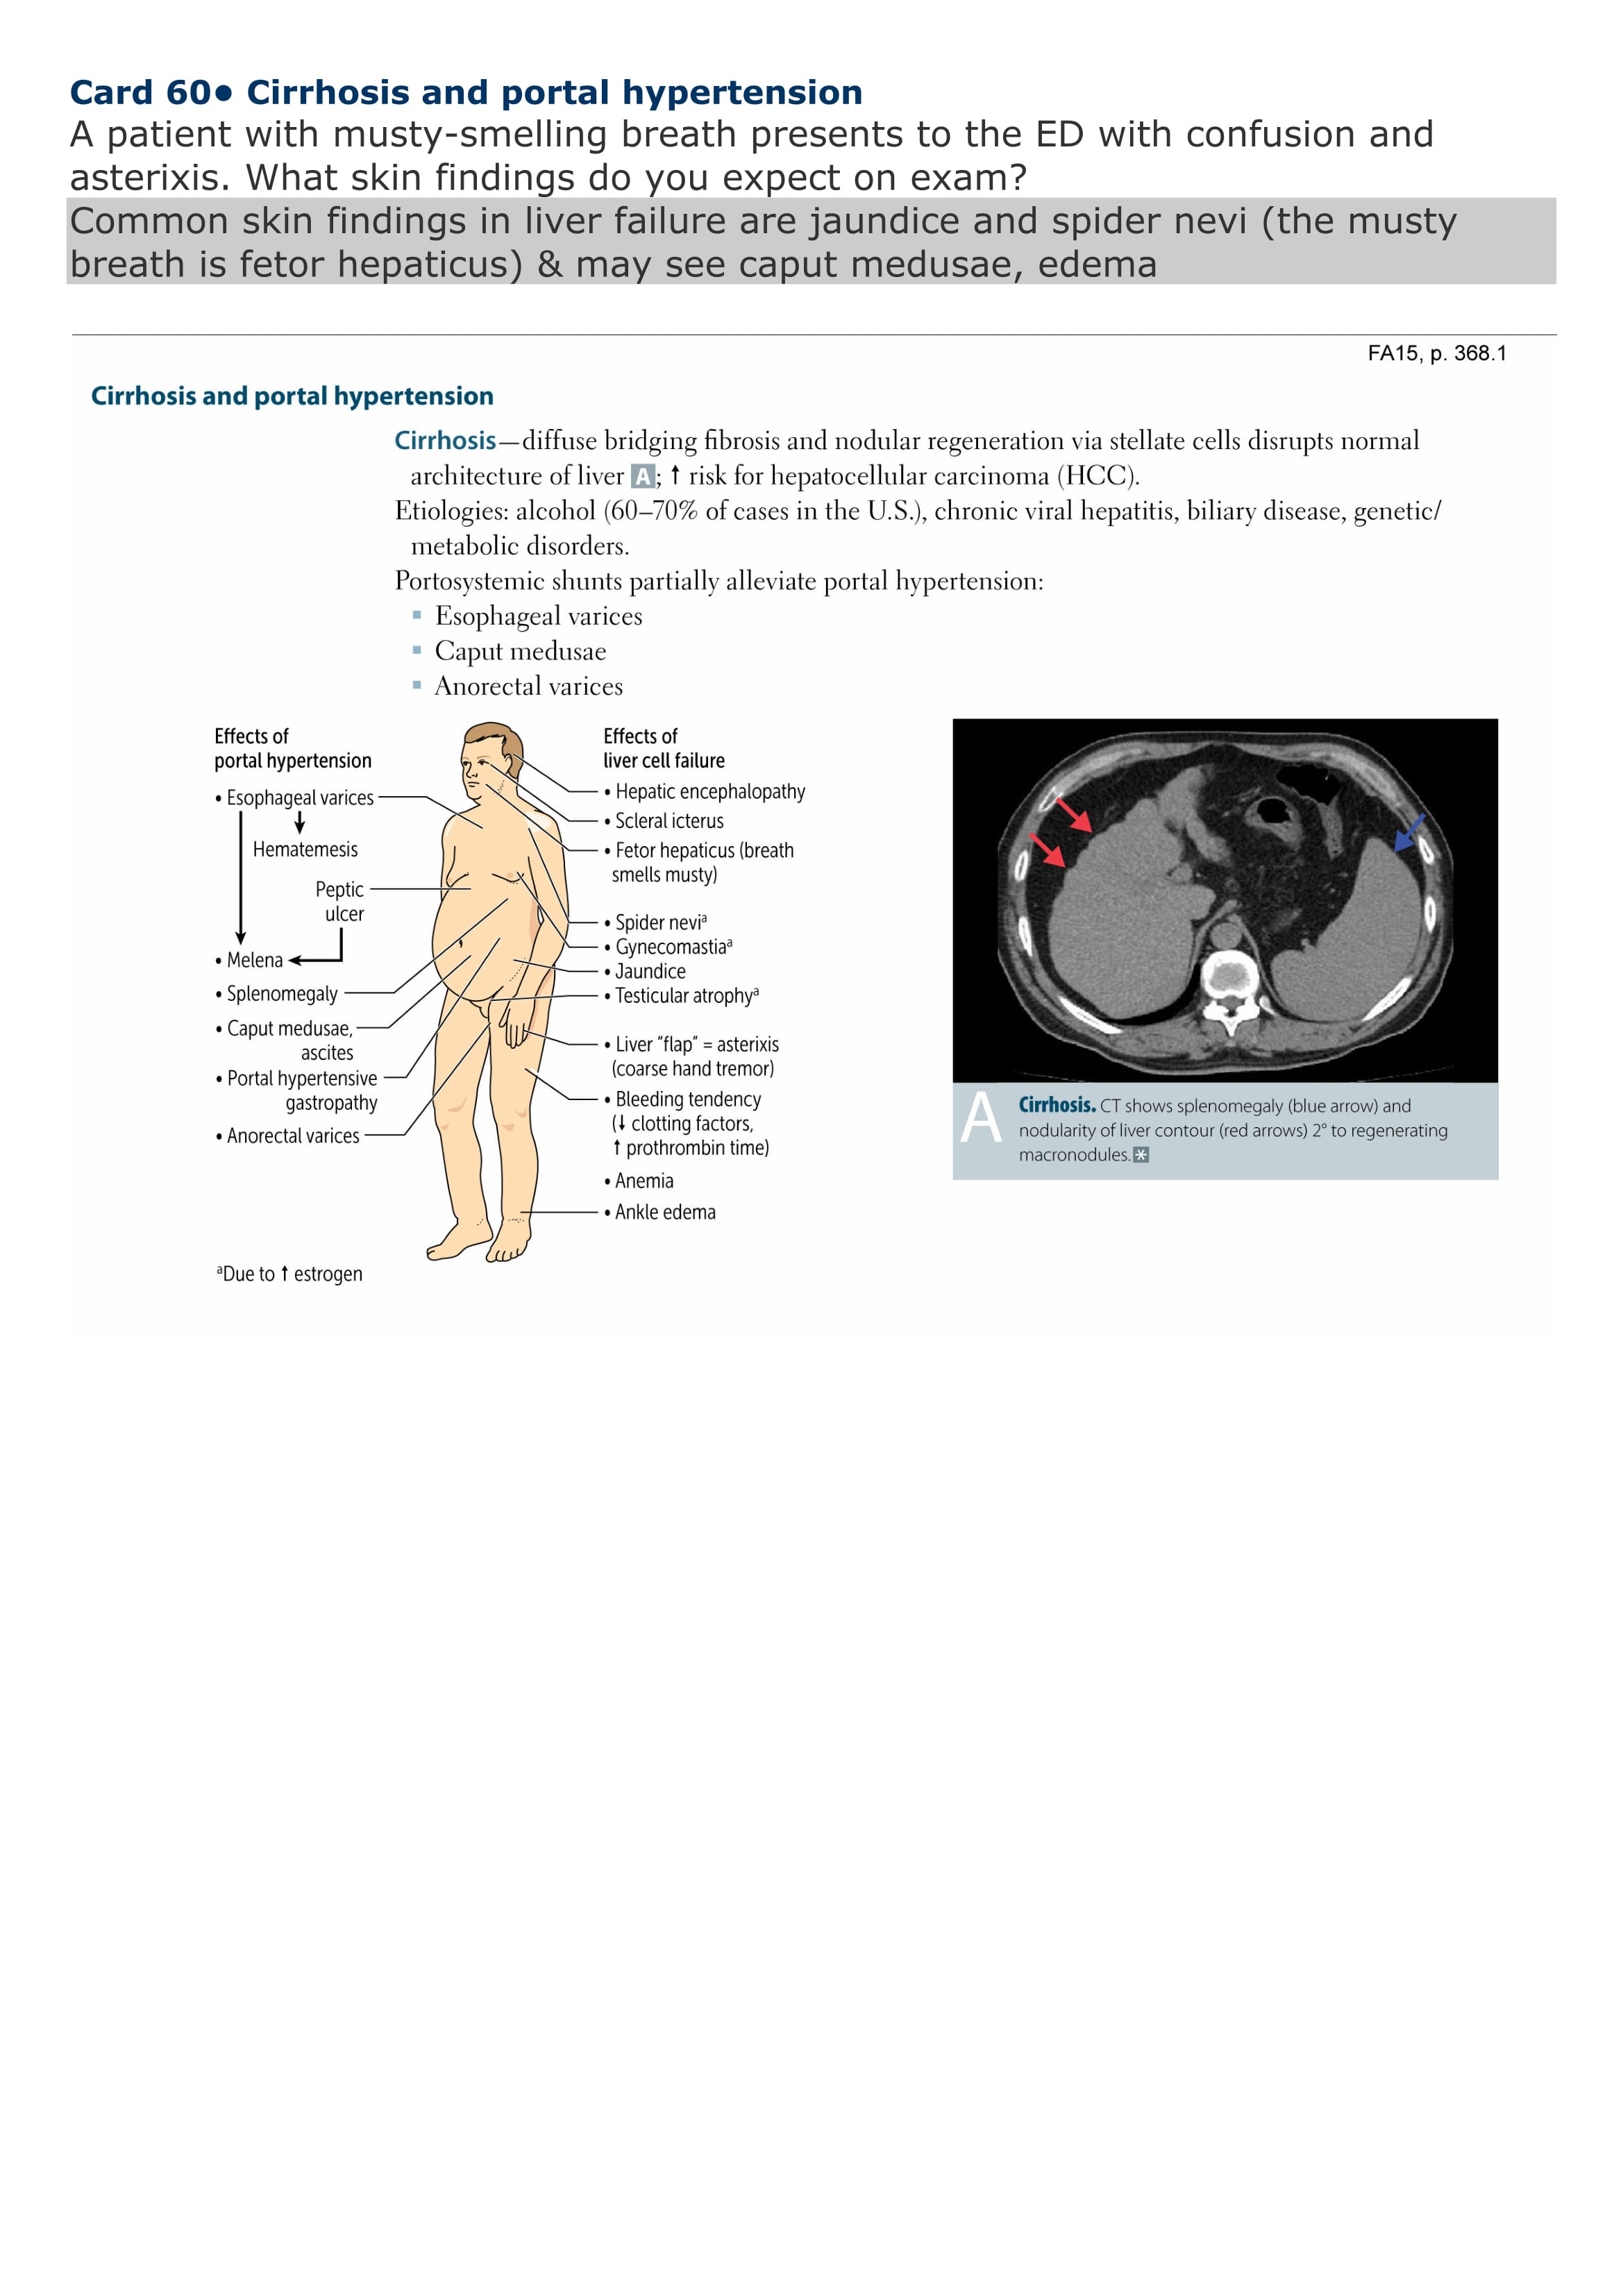 Card 60• Cirrhosis and portal hypertension
A patient with musty-smelling breath presents to the ED with confusion and
asterixis. What skin findings do you expect on exam?
Common skin findings in liver failure are jaundice and spider nevi (the musty
breath is fetor hepaticus) & may see caput medusae, edema
FA15, p. 368.1
Cirrhosis and portal hypertension
Cirrhosis—diffuse bridging fibrosis and nodular regeneration via stellate cells disrupts normal
architecture of liver A; ↑ risk for hepatocellular carcinoma (HCC).
Etiologies: alcohol (60–70% of cases in the U.S.), chronic viral hepatitis, biliary disease, genetic/
metabolic disorders.
Portosystemic shunts partially alleviate portal hypertension:
▪ Esophageal varices
▪ Caput medusae
▪ Anorectal varices
Effects of
portal hypertension
• Esophageal varices
Hematemesis
Peptic
ulcer
• Melena
• Splenomegaly
• Caput medusae,
ascites
• Portal hypertensive
gastropathy
• Anorectal varices
ᵃDue to ↑ estrogen
Effects of
liver cell failure
• Hepatic encephalopathy
• Scleral icterus
• Fetor hepaticus (breath
smells musty)
• Spider neviᵃ
• Gynecomastiaᵃ
• Jaundice
• Testicular atrophyᵃ
• Liver “flap” = asterixis
(coarse hand tremor)
• Bleeding tendency
(↓ clotting factors,
↑ prothrombin time)
• Anemia
• Ankle edema
A
Cirrhosis. CT shows splenomegaly (blue arrow) and
nodularity of liver contour (red arrows) 2° to regenerating
macronodules. *